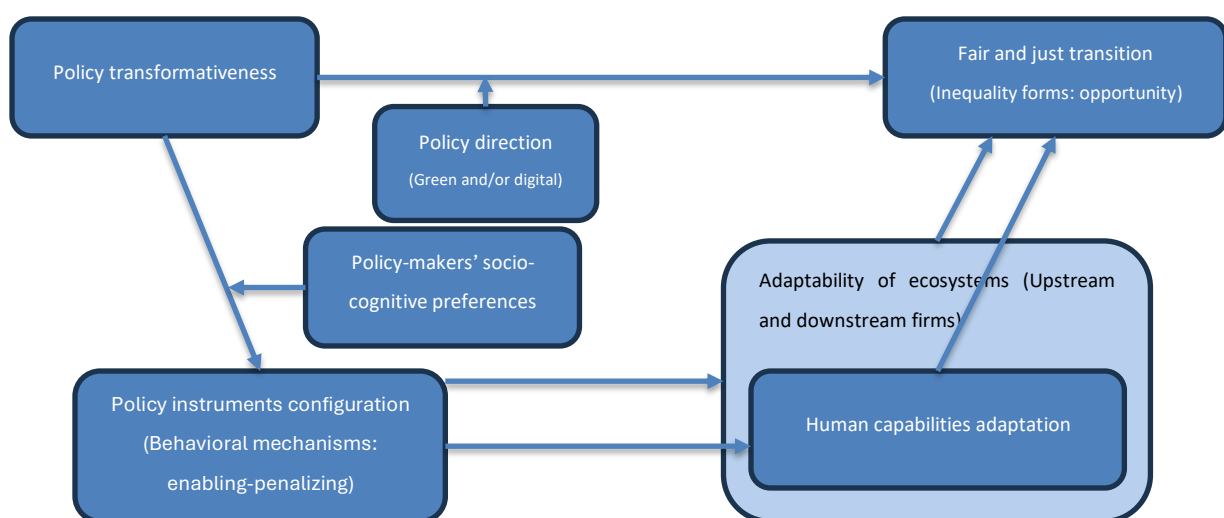 Policy transformativeness
Fair and just transition
(Inequality forms: opportunity)
Policy direction
(Green and/or digital)
Policy-makers' socio-
cognitive preferences
Adaptability of ecosystems (Upstream
and downstream firms)
Policy instruments configuration
(Behavioral mechanisms:
enabling-penalizing)
Human capabilities adaptation